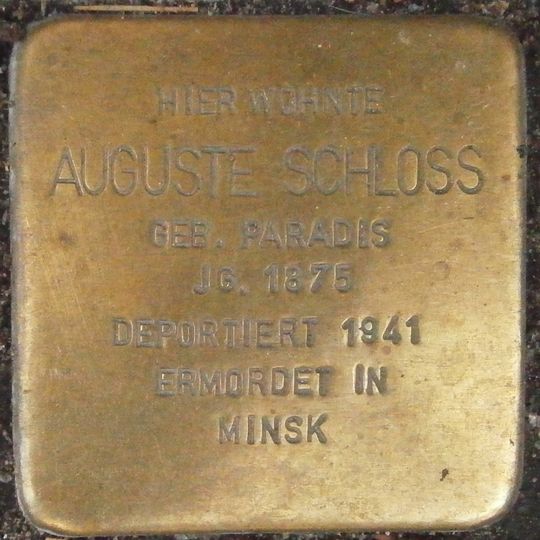 HIER WOHNTE
AUGUSTE SCHLOSS
GEB. PARADIS
JG. 1875
DEPORTIERT 1941
ERMORDET IN
MINSK